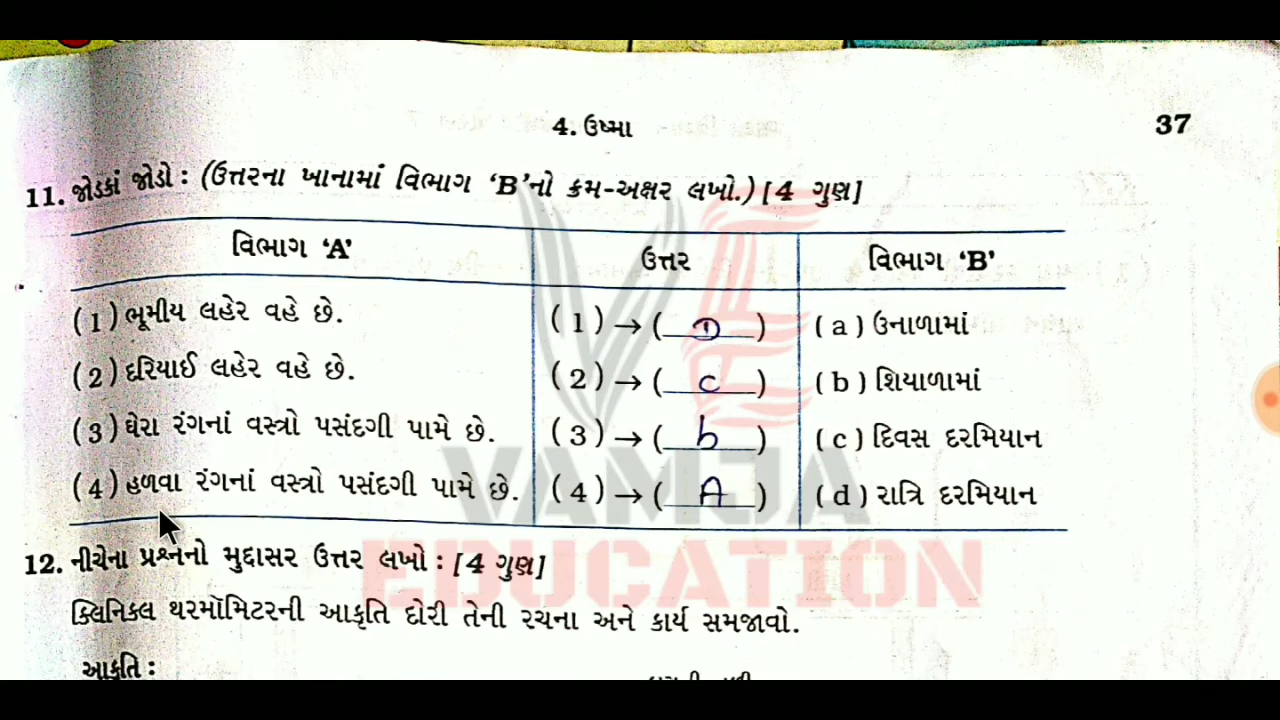 4. ઉષ્મા
37
11. જોડકાં જોડો : (ઉત્તરના ખાનામાં વિભાગ ‘B’નો ક્રમ-અક્ષર લખો.) [4 ગુણ]
વિભાગ ‘A’ ઉત્તર વિભાગ ‘B’
(1) ભૂમીય લહેર વહે છે. (1) → (D) (a) ઉનાળામાં
(2) દરિયાઈ લહેર વહે છે. (2) → (c) (b) શિયાળામાં
(3) ઘેરા રંગનાં વસ્ત્રો પસંદગી પામે છે. (3) → (b) (c) દિવસ દરમિયાન
(4) હળવા રંગનાં વસ્ત્રો પસંદગી પામે છે. (4) → (A) (d) રાત્રિ દરમિયાન
VAMJA
EDUCATION
12. નીચેના પ્રશ્નનો મુદ્દાસર ઉત્તર લખો : [4 ગુણ]
ક્લિનિકલ થરમૉમિટરની આકૃતિ દોરી તેની રચના અને કાર્ય સમજાવો.
આકૃતિ :